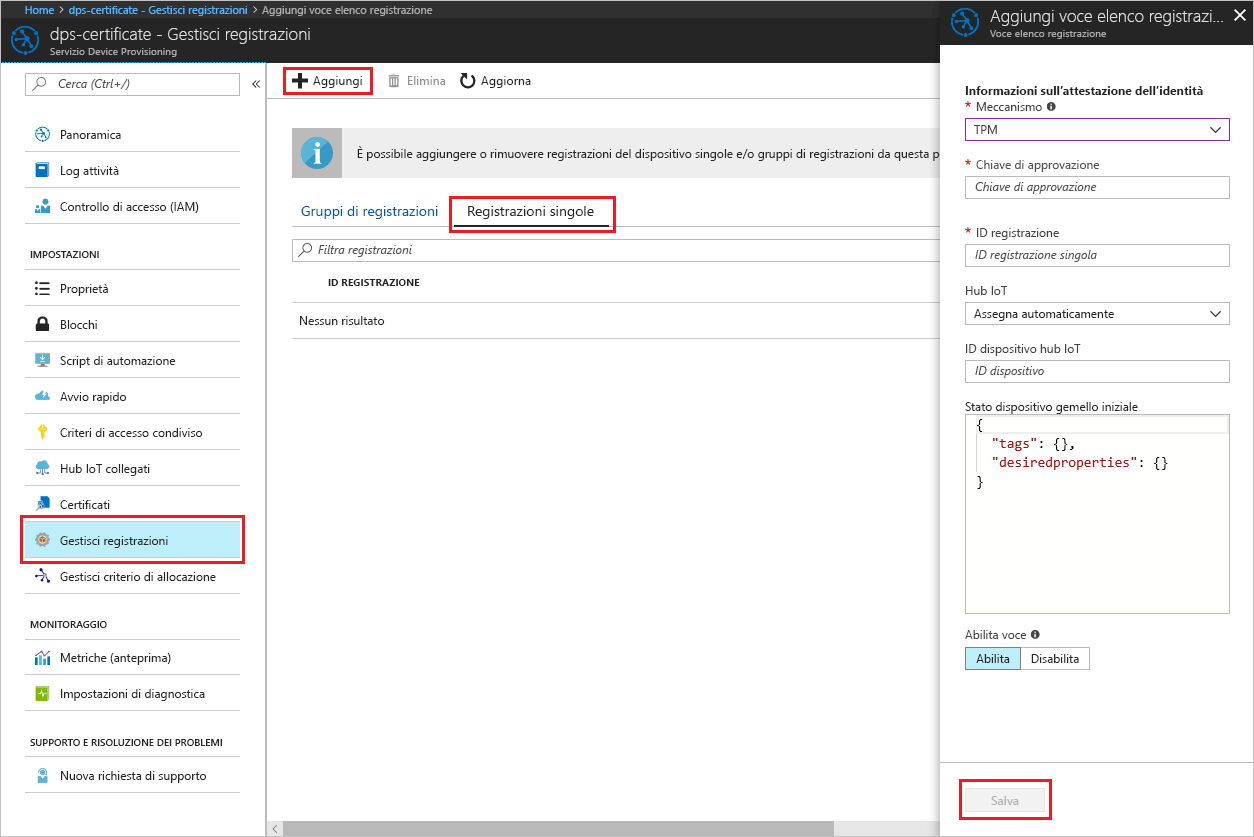 Home > dps-certificate - Gestisci registrazioni > Aggiungi voce elenco registrazione
dps-certificate - Gestisci registrazioni
Servizio Device Provisioning
Cerca (Ctrl+/)
Panoramica
Log attività
Controllo di accesso (IAM)
IMPOSTAZIONI
Proprietà
Blocchi
Script di automazione
Avvio rapido
Criteri di accesso condiviso
Hub IoT collegati
Certificati
Gestisci registrazioni
Gestisci criterio di allocazione
MONITORAGGIO
Metriche (anteprima)
Impostazioni di diagnostica
SUPPORTO E RISOLUZIONE DEI PROBLEMI
Nuova richiesta di supporto
Aggiungi Elimina Aggiorna
È possibile aggiungere o rimuovere registrazioni del dispositivo singole e/o gruppi di registrazioni da questa p
Gruppi di registrazioni Registrazioni singole
Filtra registrazioni
ID REGISTRAZIONE
Nessun risultato
Aggiungi voce elenco registrazi...
Voce elenco registrazione
Informazioni sull'attestazione dell'identità
* Meccanismo
TPM
* Chiave di approvazione
Chiave di approvazione
* ID registrazione
ID registrazione singola
Hub IoT
Assegna automaticamente
ID dispositivo hub IoT
ID dispositivo
Stato dispositivo gemello iniziale
{
"tags": {},
"desiredproperties": {}
}
Abilita voce
Abilita Disabilita
Salva